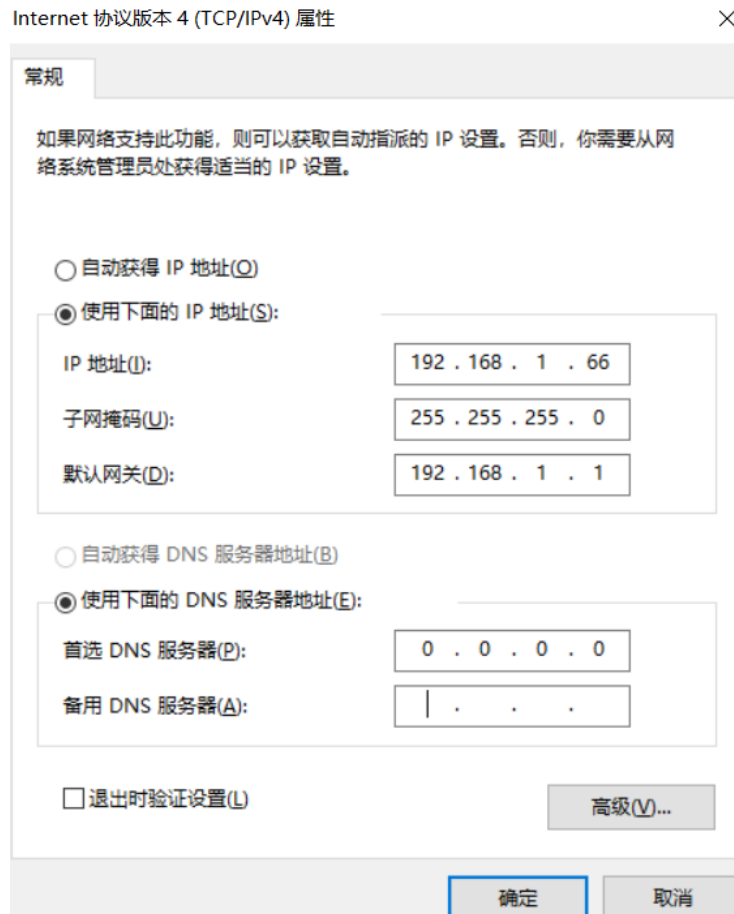 Internet 协议版本 4 (TCP/IPv4) 属性
常规
如果网络支持此功能，则可以获取自动指派的 IP 设置。否则，你需要从网
络系统管理员处获得适当的 IP 设置。
自动获得 IP 地址(O)
使用下面的 IP 地址(S):
IP 地址(I):
192 . 168 . 1 . 66
子网掩码(U):
255 . 255 . 255 . 0
默认网关(D):
192 . 168 . 1 . 1
自动获得 DNS 服务器地址(B)
使用下面的 DNS 服务器地址(E):
首选 DNS 服务器(P):
0 . 0 . 0 . 0
备用 DNS 服务器(A):
. . .
退出时验证设置(L)
高级(V)...
确定
取消